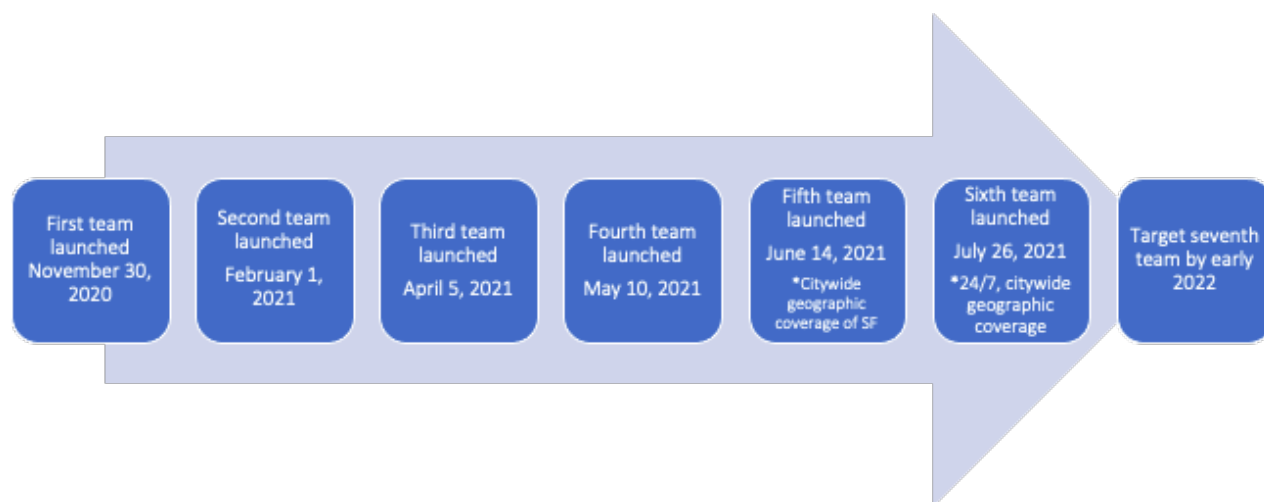 First team
launched
November 30,
2020
Second team
launched
February 1,
2021
Third team
launched
April 5, 2021
Fourth team
launched
May 10, 2021
Fifth team
launched
June 14, 2021
*Citywide
geographic
coverage of SF
Sixth team
launched
July 26, 2021
*24/7, citywide
geographic
coverage
Target seventh
team by early
2022